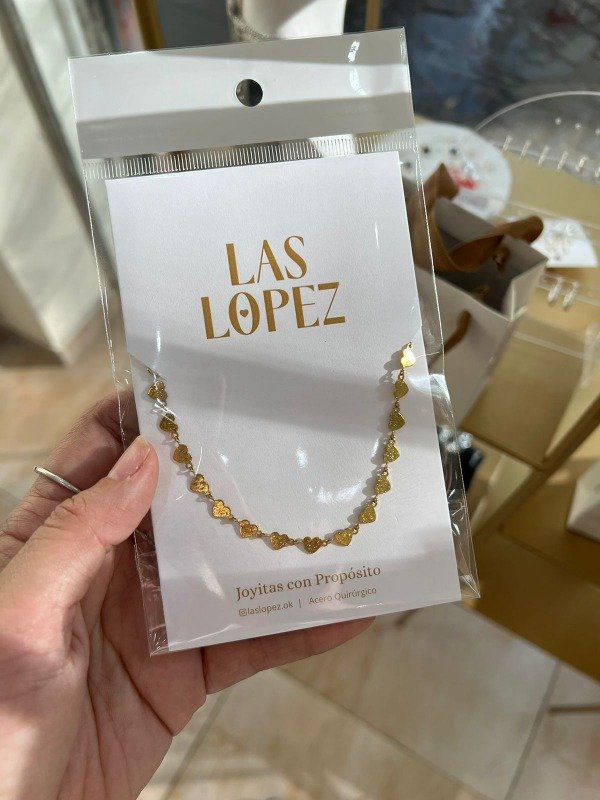 LAS
LOPEZ
Joyitas con Propósito
laslopez.ok | Acero Quirúrgico